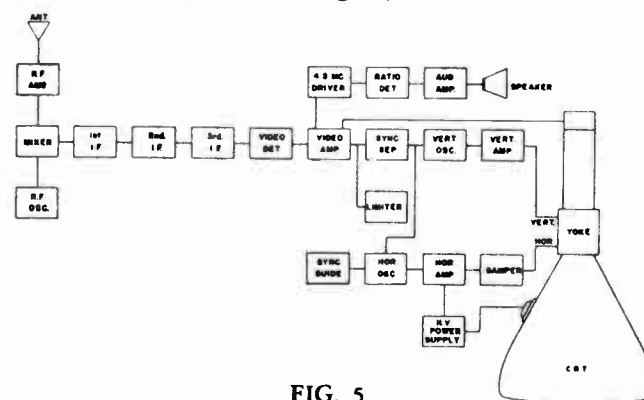 ANT
R.F
AMP
MIXER
R.F
OSC.
1st
I.F
2nd.
I.F.
3rd.
I.F.
VIDEO
DET
VIDEO
AMP
4.5 MC
DRIVER
RATIO
DET
AUD
AMP.
SPEAKER
SYNC
SEP
VERT
OSC.
VERT.
AMP
LIMITER
SYNC
GUIDE
HOR
OSC
HOR
AMP
DAMPER
VERT.
HOR.
YOKE
H.V
POWER
SUPPLY
CRT
FIG. 5